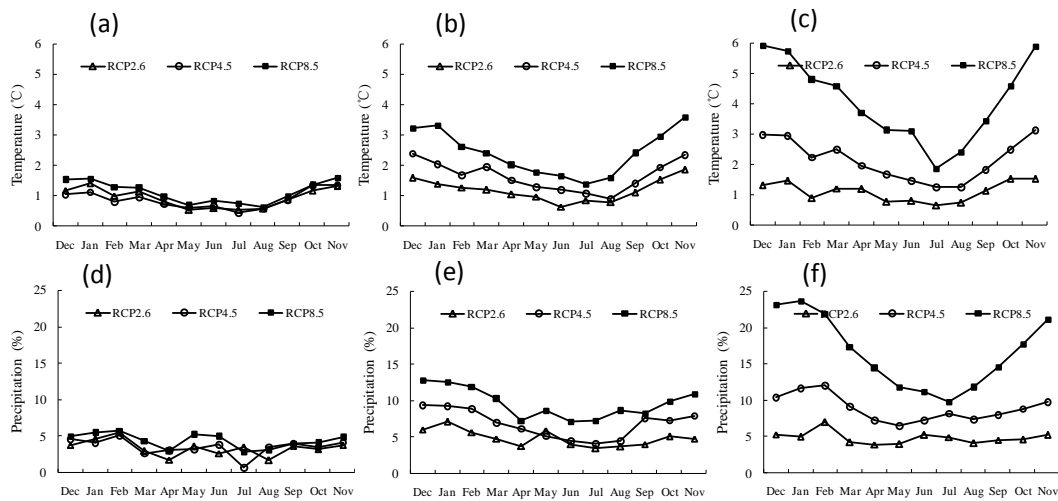 (a)
(b)
(c)
6
5
4
3
2
1
0
Temperature (℃)
RCP2.6 RCP4.5 RCP8.5
Dec Jan Feb Mar Apr May Jun Jul Aug Sep Oct Nov
6
5
4
3
2
1
0
Temperature (℃)
RCP2.6 RCP4.5 RCP8.5
Dec Jan Feb Mar Apr May Jun Jul Aug Sep Oct Nov
6
5
4
3
2
1
0
Temperature (℃)
RCP2.6 RCP4.5 RCP8.5
Dec Jan Feb Mar Apr May Jun Jul Aug Sep Oct Nov
(d)
(e)
(f)
25
20
15
10
5
0
Precipitation (%)
RCP2.6 RCP4.5 RCP8.5
Dec Jan Feb Mar Apr May Jun Jul Aug Sep Oct Nov
25
20
15
10
5
0
Precipitation (%)
RCP2.6 RCP4.5 RCP8.5
Dec Jan Feb Mar Apr May Jun Jul Aug Sep Oct Nov
25
20
15
10
5
0
Precipitation (%)
RCP2.6 RCP4.5 RCP8.5
Dec Jan Feb Mar Apr May Jun Jul Aug Sep Oct Nov